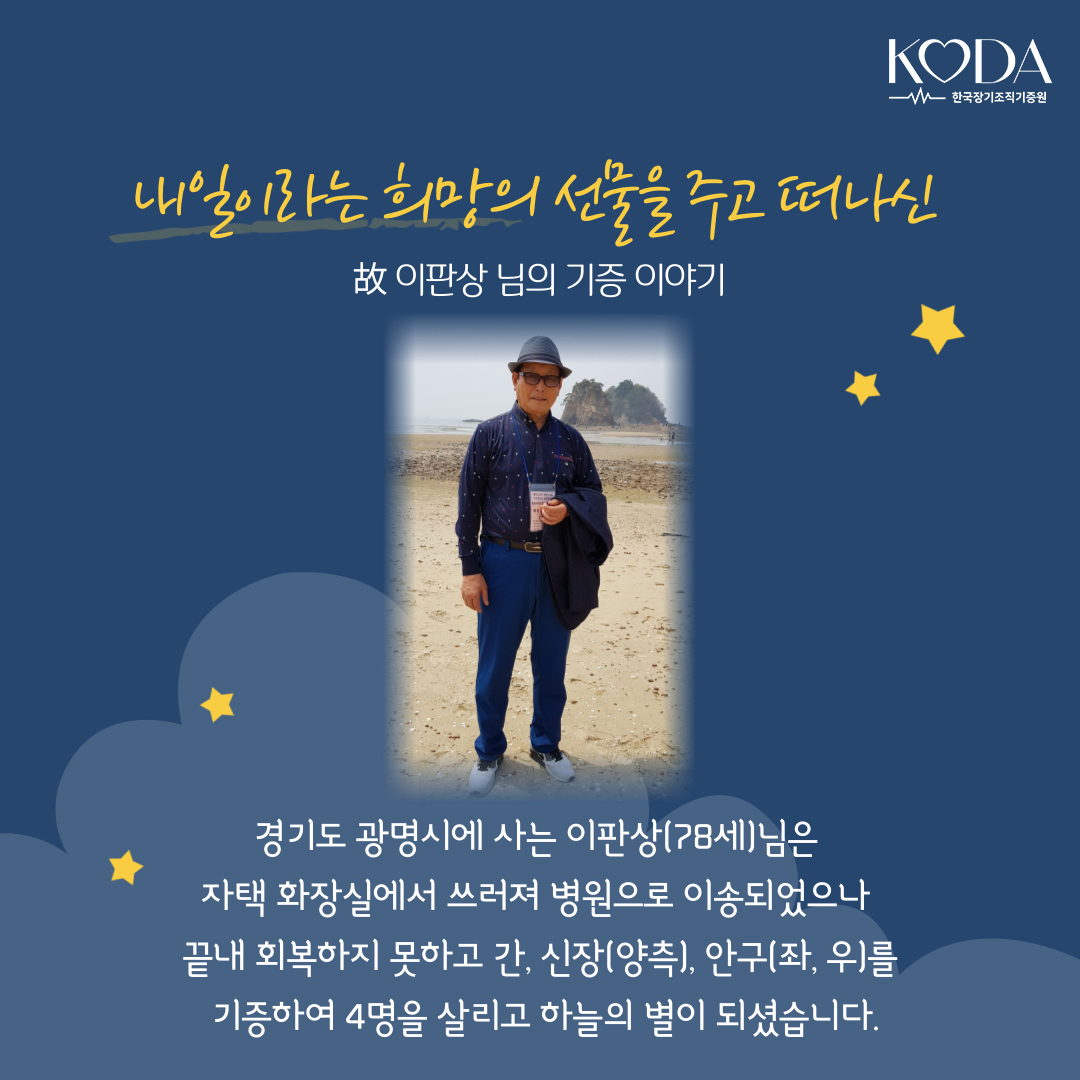 KODA
한국장기조직기증원
내일이라는 희망의 선물을 주고 떠나신
故 이판상 님의 기증 이야기
경기도 광명시에 사는 이판상(78세)님은
자택 화장실에서 쓰러져 병원으로 이송되었으나
끝내 회복하지 못하고 간, 신장(양측), 안구(좌, 우)를
기증하여 4명을 살리고 하늘의 별이 되셨습니다.